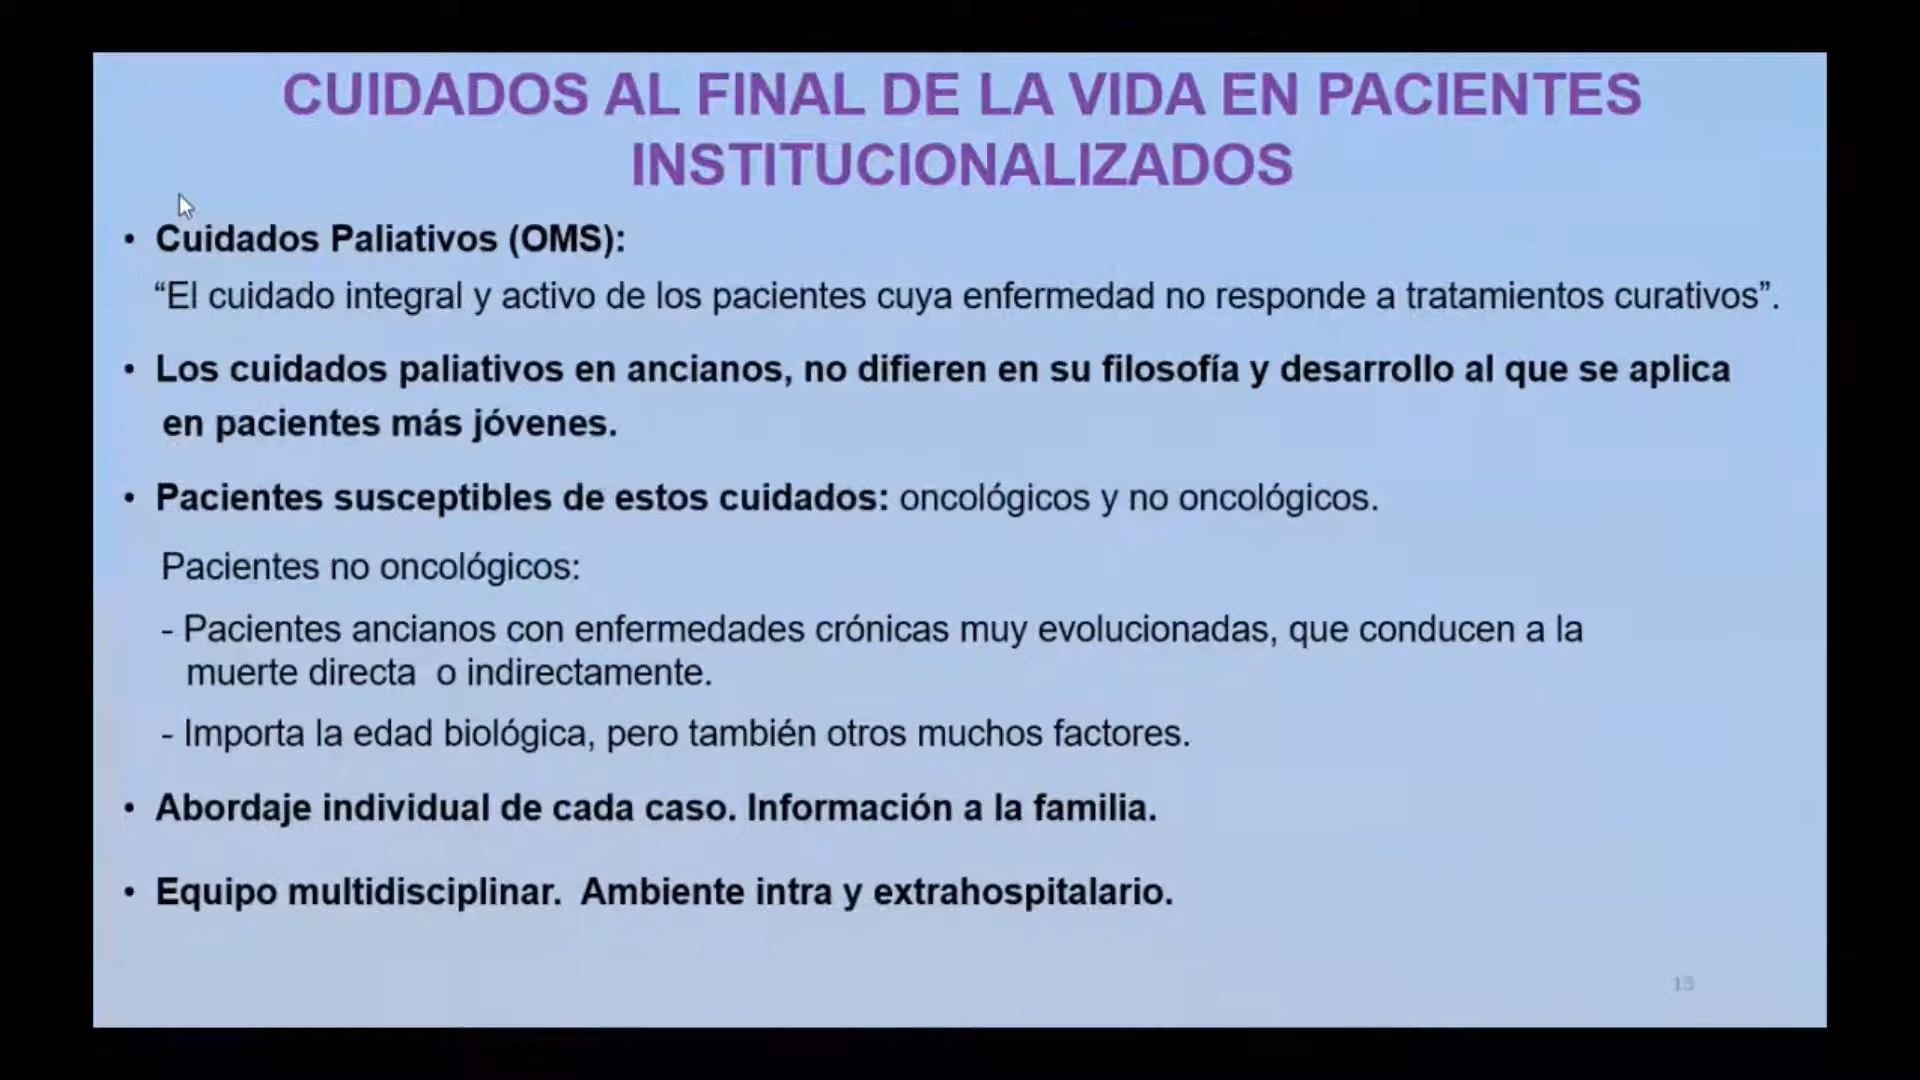 CUIDADOS AL FINAL DE LA VIDA EN PACIENTES
INSTITUCIONALIZADOS
• Cuidados Paliativos (OMS):
“El cuidado integral y activo de los pacientes cuya enfermedad no responde a tratamientos curativos”.
• Los cuidados paliativos en ancianos, no difieren en su filosofía y desarrollo al que se aplica
en pacientes más jóvenes.
• Pacientes susceptibles de estos cuidados: oncológicos y no oncológicos.
Pacientes no oncológicos:
- Pacientes ancianos con enfermedades crónicas muy evolucionadas, que conducen a la
muerte directa  o indirectamente.
- Importa la edad biológica, pero también otros muchos factores.
• Abordaje individual de cada caso. Información a la familia.
• Equipo multidisciplinar.  Ambiente intra y extrahospitalario.
15